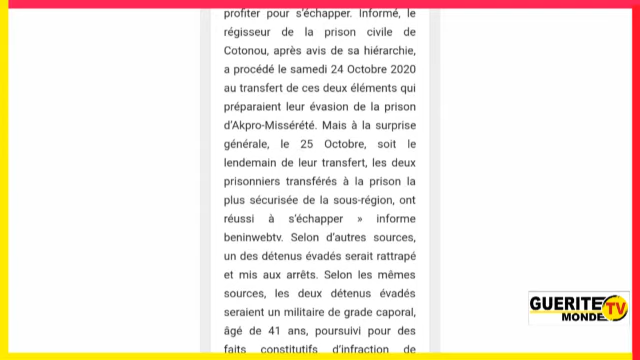 profiter pour s’échapper. Informé, le
régisseur de la prison civile de
Cotonou, après avis de sa hiérarchie,
a procédé le samedi 24 Octobre 2020
au transfert de ces deux éléments qui
préparaient leur évasion de la prison
d’Akpro-Missérété. Mais à la surprise
générale, le 25 Octobre, soit le
lendemain de leur transfert, les deux
prisonniers transférés à la prison la
plus sécurisée de la sous-région, ont
réussi à s’échapper » informe
beninwebtv. Selon d’autres sources,
un des détenus évadés serait rattrapé
et mis aux arrêts. Selon les mêmes
sources, les deux détenus évadés
seraient un militaire de grade caporal,
âgé de 41 ans, poursuivi pour des
faits constitutifs d’infraction de
GUERITE TV
MONDE